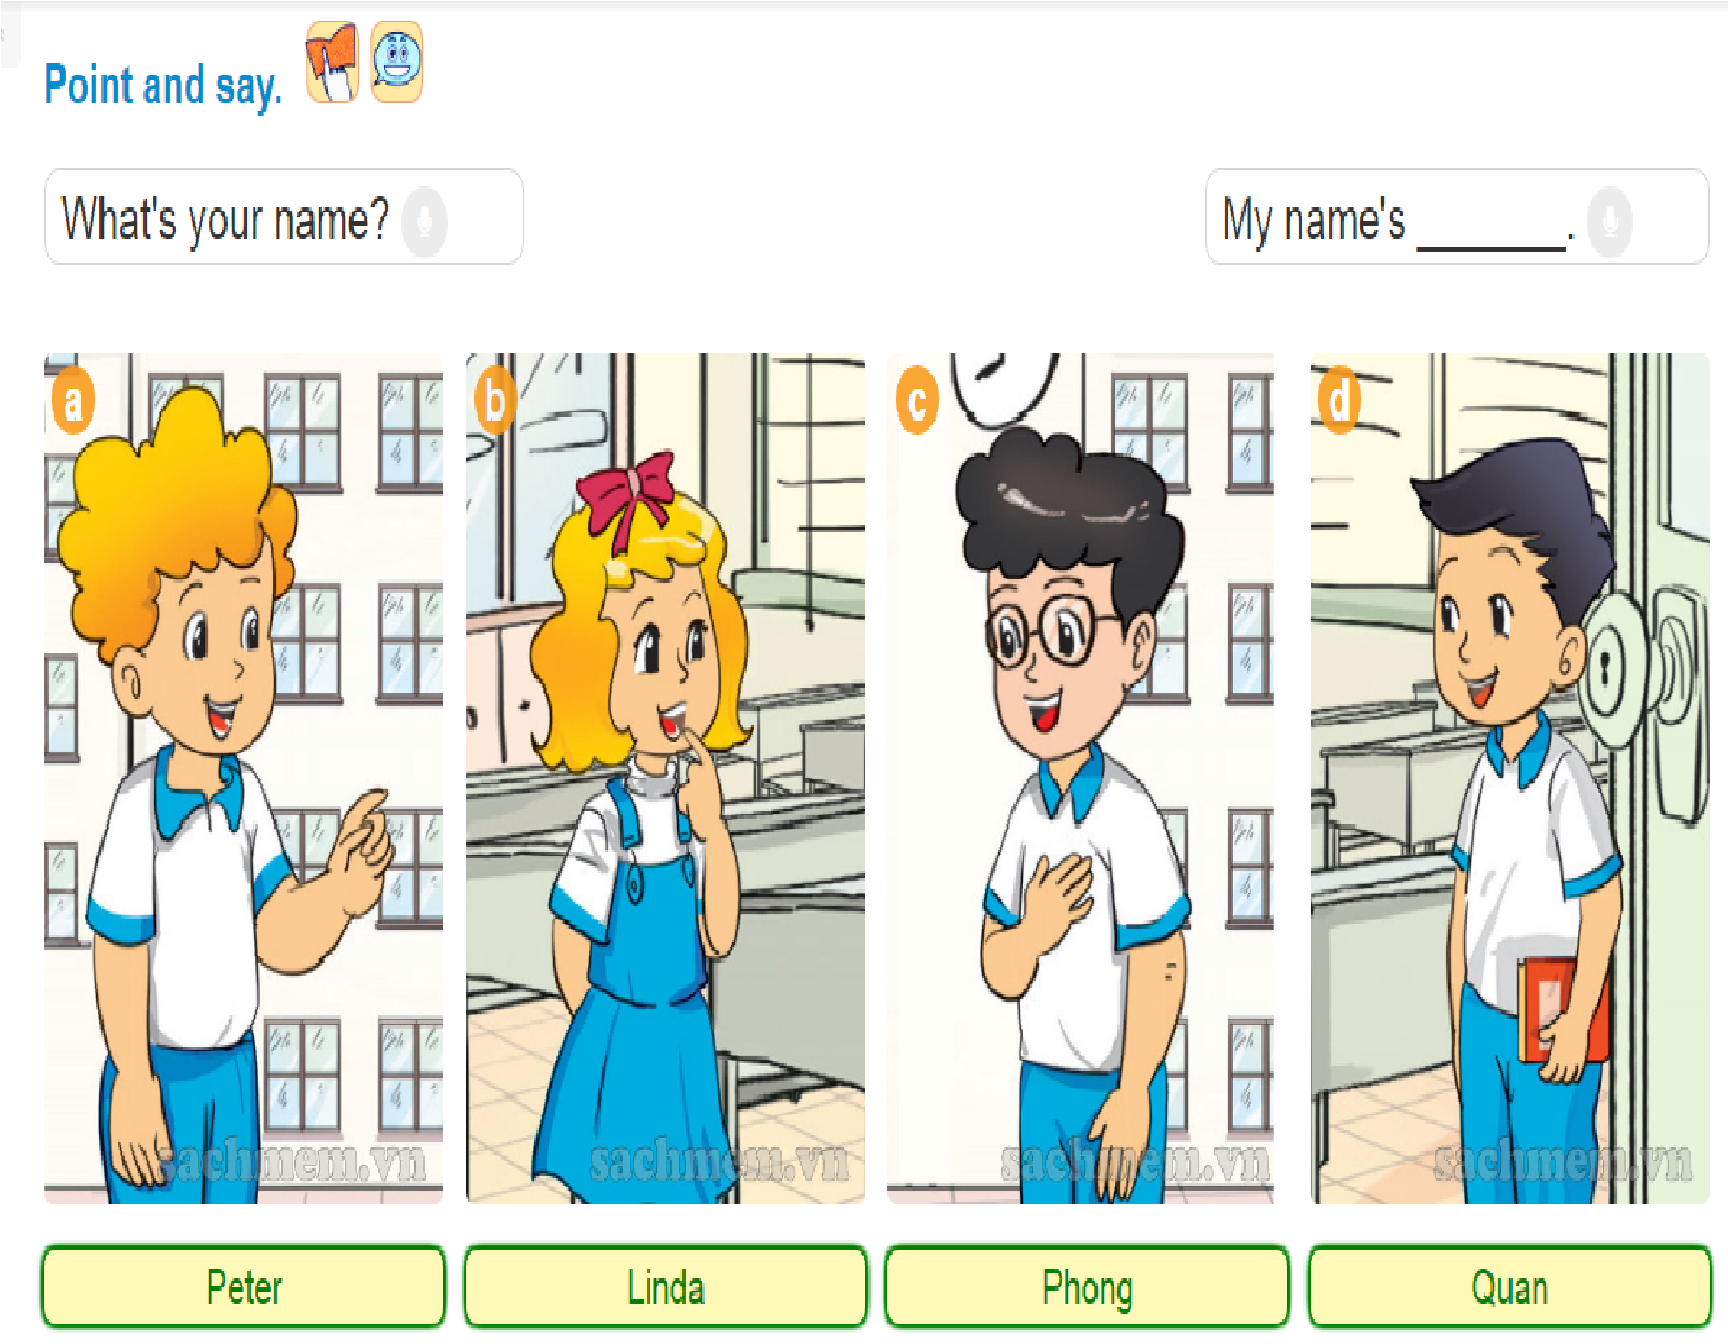 Point and say.
What's your name?
My name's _______.
a
b
c
d
sachmem.vn
sachmem.vn
sachmem.vn
sachmem.vn
Peter
Linda
Phong
Quan